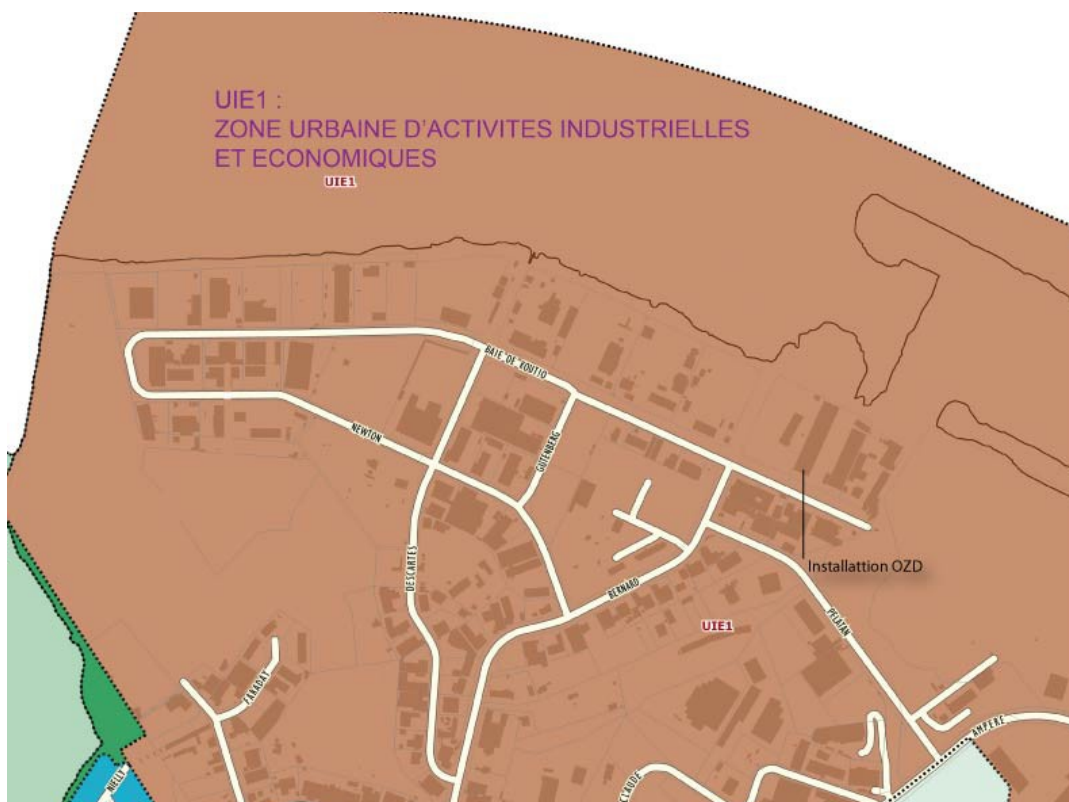 UIE1 :
ZONE URBAINE D'ACTIVITES INDUSTRIELLES
ET ECONOMIQUES
UIE1
BAIE DE KOUTIO
NEWTON
GUTENBERG
DESCARTES
Installattion OZD
BERNARD
UIE1
PELATAN
FARADAY
AMPERE
NIELLY
CLAUDE